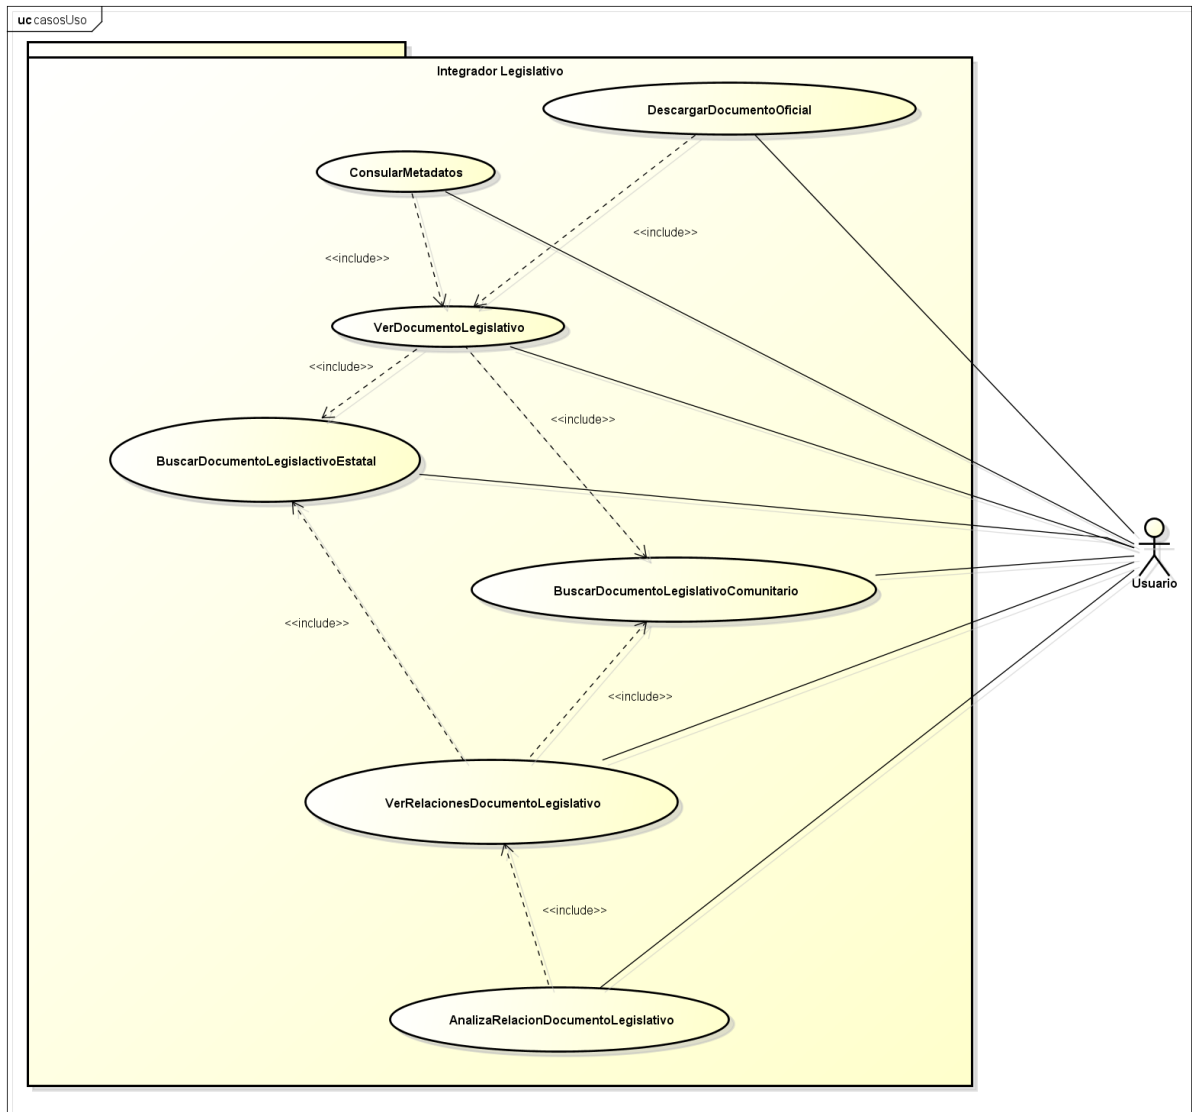 uc casosUso
Integrador Legislativo
DescargarDocumentoOficial
ConsularMetadatos
<<include>>
<<include>>
VerDocumentoLegislativo
<<include>>
<<include>>
BuscarDocumentoLegislactivoEstatal
Usuario
BuscarDocumentoLegislativoComunitario
<<include>>
<<include>>
VerRelacionesDocumentoLegislativo
<<include>>
AnalizaRelacionDocumentoLegislativo